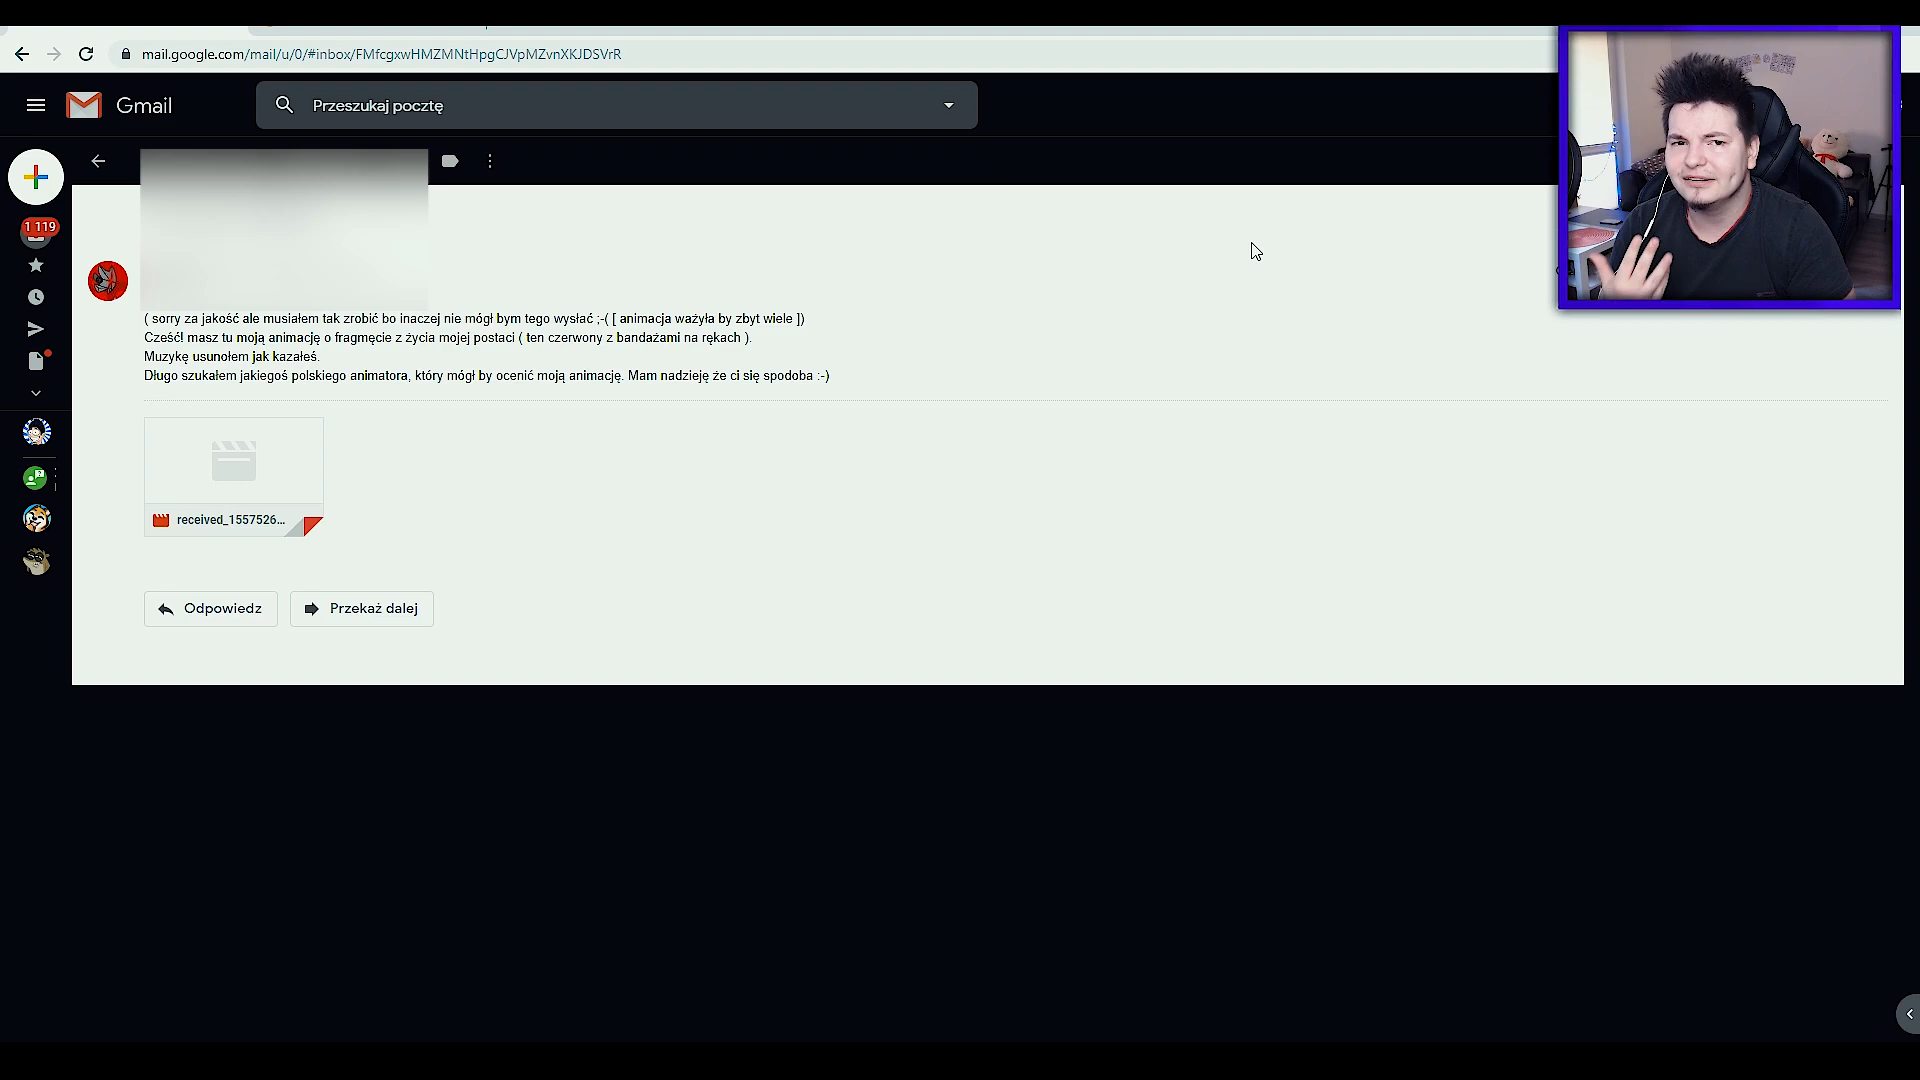 mail.google.com/mail/u/0/#inbox/FMfcgxwHMZMNtHpgCJVpMZvnXKJDSVrR
Gmail
Przeszukaj pocztę
1 119
( sorry za jakość ale musiałem tak zrobić bo inaczej nie mógł bym tego wysłać ;-( [ animacja ważyła by zbyt wiele ])
Cześć! masz tu moją animację o fragmęcie z życia mojej postaci ( ten czerwony z bandażami na rękach ).
Muzykę usunołem jak kazałeś.
Długo szukałem jakiegoś polskiego animatora, który mógł by ocenić moją animację. Mam nadzieję że ci się spodoba :-)
received_1557526...
Odpowiedz
Przekaż dalej